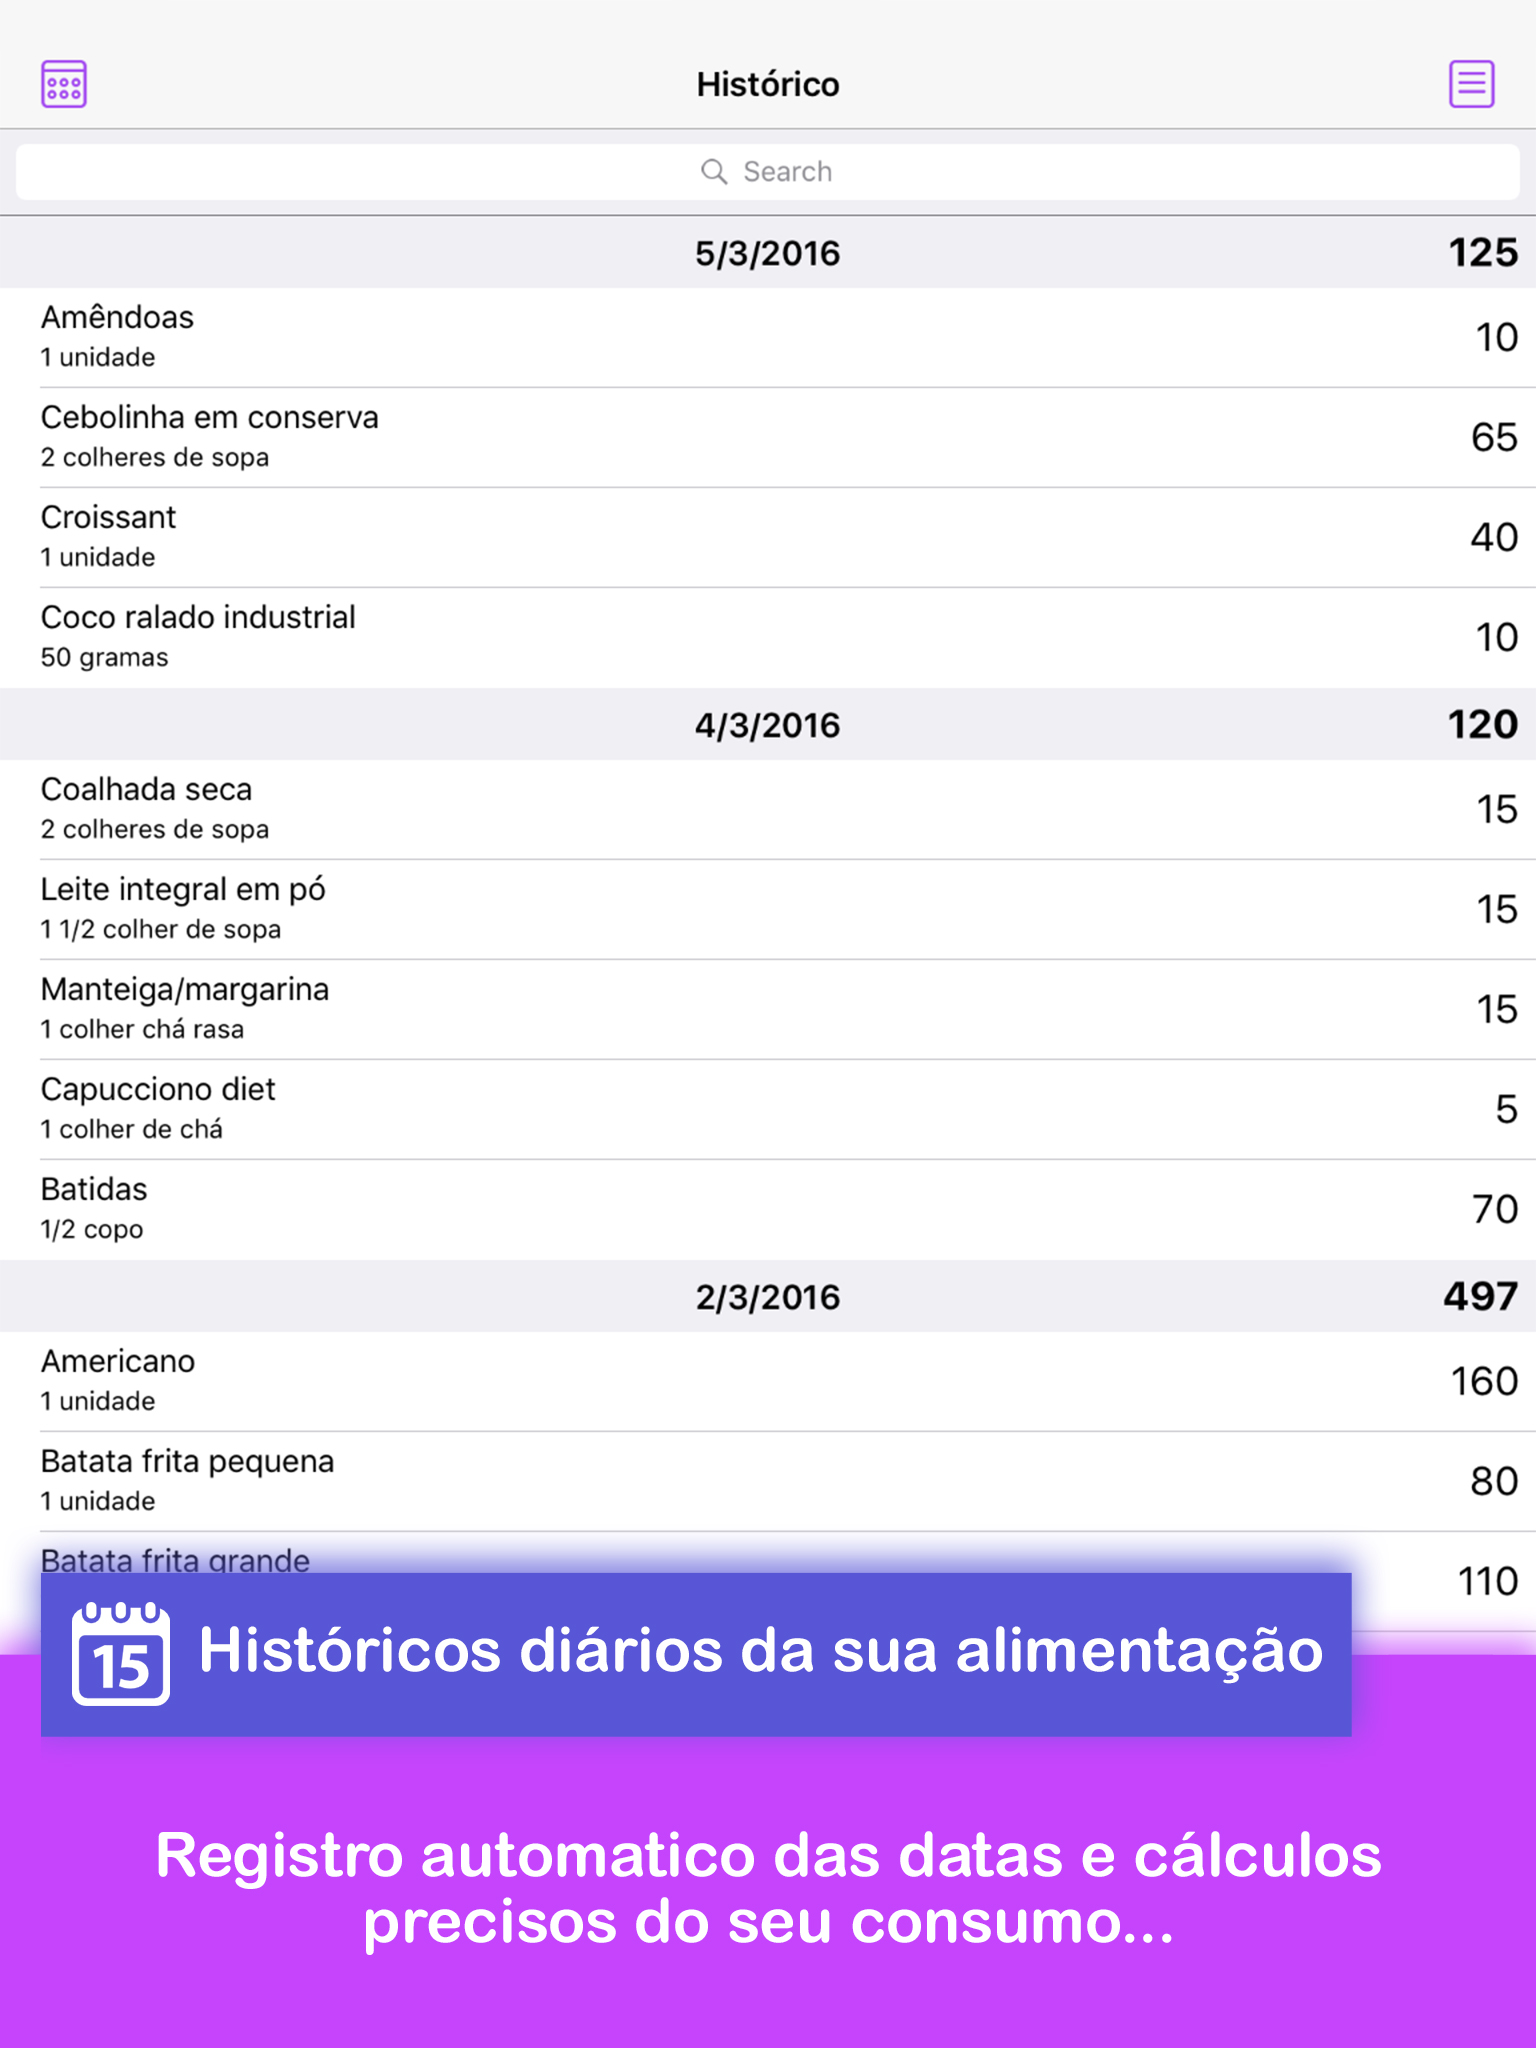 Histórico
Search
5/3/2016 125
Amêndoas
1 unidade
10
Cebolinha em conserva
2 colheres de sopa
65
Croissant
1 unidade
40
Coco ralado industrial
50 gramas
10
4/3/2016 120
Coalhada seca
2 colheres de sopa
15
Leite integral em pó
1 1/2 colher de sopa
15
Manteiga/margarina
1 colher chá rasa
15
Capucciono diet
1 colher de chá
5
Batidas
1/2 copo
70
2/3/2016 497
Americano
1 unidade
160
Batata frita pequena
1 unidade
80
Batata frita grande
110
15 Históricos diários da sua alimentação
Registro automatico das datas e cálculos
precisos do seu consumo...